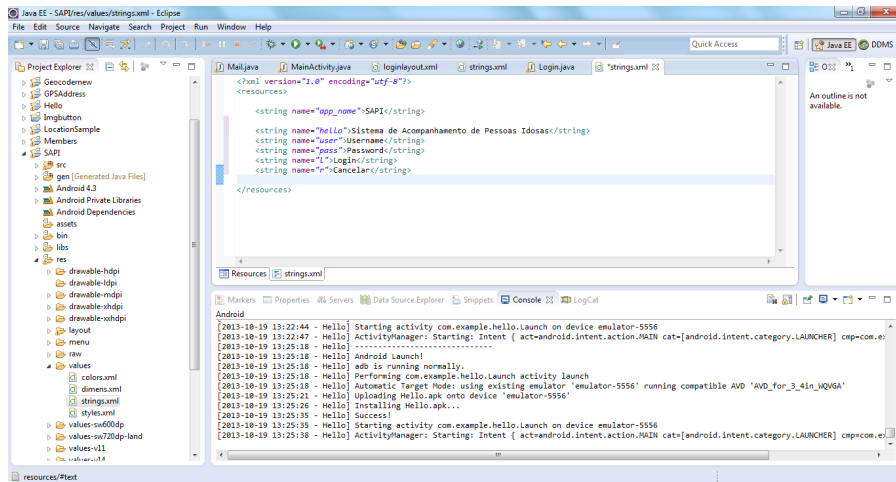 Java EE - SAPI/res/values/strings.xml - Eclipse
File Edit Source Navigate Search Project Run Window Help
Quick Access
Java EE
DDMS
Project Explorer
Geocodernew
GPSAddress
Hello
Imgbutton
LocationSample
Members
SAPI
src
gen [Generated Java Files]
Android 4.3
Android Private Libraries
Android Dependencies
assets
bin
libs
res
drawable-hdpi
drawable-ldpi
drawable-mdpi
drawable-xhdpi
drawable-xxhdpi
layout
menu
raw
values
colors.xml
dimens.xml
strings.xml
styles.xml
values-sw600dp
values-sw720dp-land
values-v11
values-v14
Mail.java MainActivity.java loginlayout.xml strings.xml Login.java *strings.xml
<?xml version="1.0" encoding="utf-8"?>
<resources>
<string name="app_name">SAPI</string>
<string name="hello">Sistema de Acompanhamento de Pessoas Idosas</string>
<string name="user">Username</string>
<string name="pass">Password</string>
<string name="l">Login</string>
<string name="r">Cancelar</string>
</resources>
Resources strings.xml
An outline is not
available.
Markers Properties Servers Data Source Explorer Snippets Console LogCat
Android
[2013-10-19 13:22:44 - Hello] Starting activity com.example.hello.Launch on device emulator-5556
[2013-10-19 13:22:47 - Hello] ActivityManager: Starting: Intent { act=android.intent.action.MAIN cat=[android.intent.category.LAUNCHER] cmp=com.ex
[2013-10-19 13:25:18 - Hello] ------------------------------
[2013-10-19 13:25:18 - Hello] Android Launch!
[2013-10-19 13:25:18 - Hello] adb is running normally.
[2013-10-19 13:25:18 - Hello] Performing com.example.hello.Launch activity launch
[2013-10-19 13:25:18 - Hello] Automatic Target Mode: using existing emulator 'emulator-5556' running compatible AVD 'AVD_for_3_4in_WQVGA'
[2013-10-19 13:25:21 - Hello] Uploading Hello.apk onto device 'emulator-5556'
[2013-10-19 13:25:26 - Hello] Installing Hello.apk...
[2013-10-19 13:25:35 - Hello] Success!
[2013-10-19 13:25:35 - Hello] Starting activity com.example.hello.Launch on device emulator-5556
[2013-10-19 13:25:38 - Hello] ActivityManager: Starting: Intent { act=android.intent.action.MAIN cat=[android.intent.category.LAUNCHER] cmp=com.ex
resources/#text